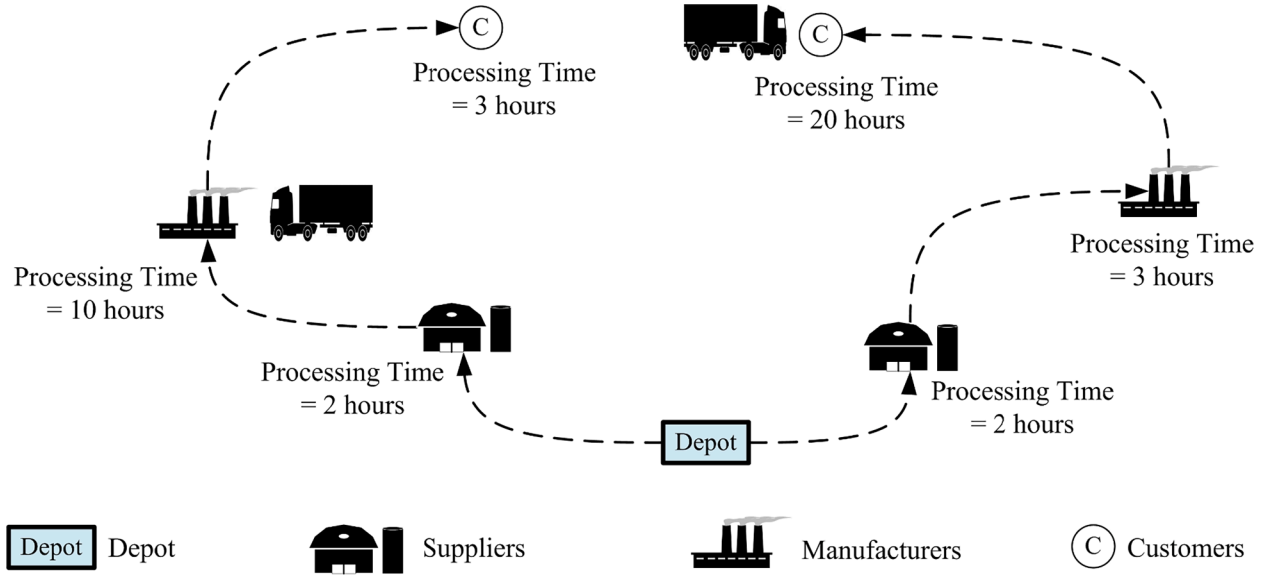 C
Processing Time
= 3 hours
C
Processing Time
= 20 hours
Processing Time
= 10 hours
Processing Time
= 3 hours
Processing Time
= 2 hours
Processing Time
= 2 hours
Depot
Depot Depot
Suppliers
Manufacturers
C Customers